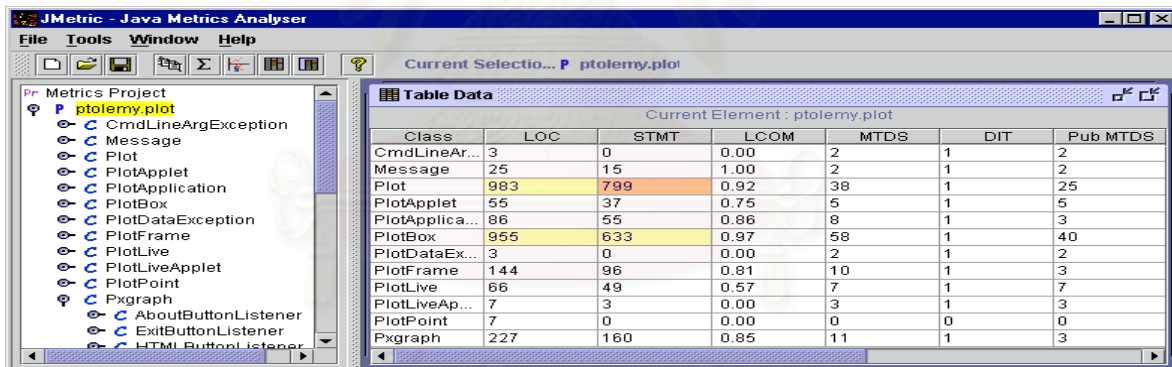 JMetric - Java Metrics Analyser
File Tools Window Help
Current Selectio... P ptolemy.plot
Pr Metrics Project
P ptolemy.plot
C CmdLineArgException
C Message
C Plot
C PlotApplet
C PlotApplication
C PlotBox
C PlotDataException
C PlotFrame
C PlotLive
C PlotLiveApplet
C PlotPoint
C Pxgraph
C AboutButtonListener
C ExitButtonListener
C HTMLButtonListener
Table Data
Current Element : ptolemy.plot
Class LOC STMT LCOM MTDS DIT Pub MTDS
CmdLineAr... 3 0 0.00 2 1 2
Message 25 15 1.00 2 1 2
Plot 983 799 0.92 38 1 25
PlotApplet 55 37 0.75 5 1 5
PlotApplica... 86 55 0.86 8 1 3
PlotBox 955 633 0.97 58 1 40
PlotDataEx... 3 0 0.00 2 1 2
PlotFrame 144 96 0.81 10 1 3
PlotLive 66 49 0.57 7 1 7
PlotLiveAp... 7 3 0.00 3 1 3
PlotPoint 7 0 0.00 0 0 0
Pxgraph 227 160 0.85 11 1 3